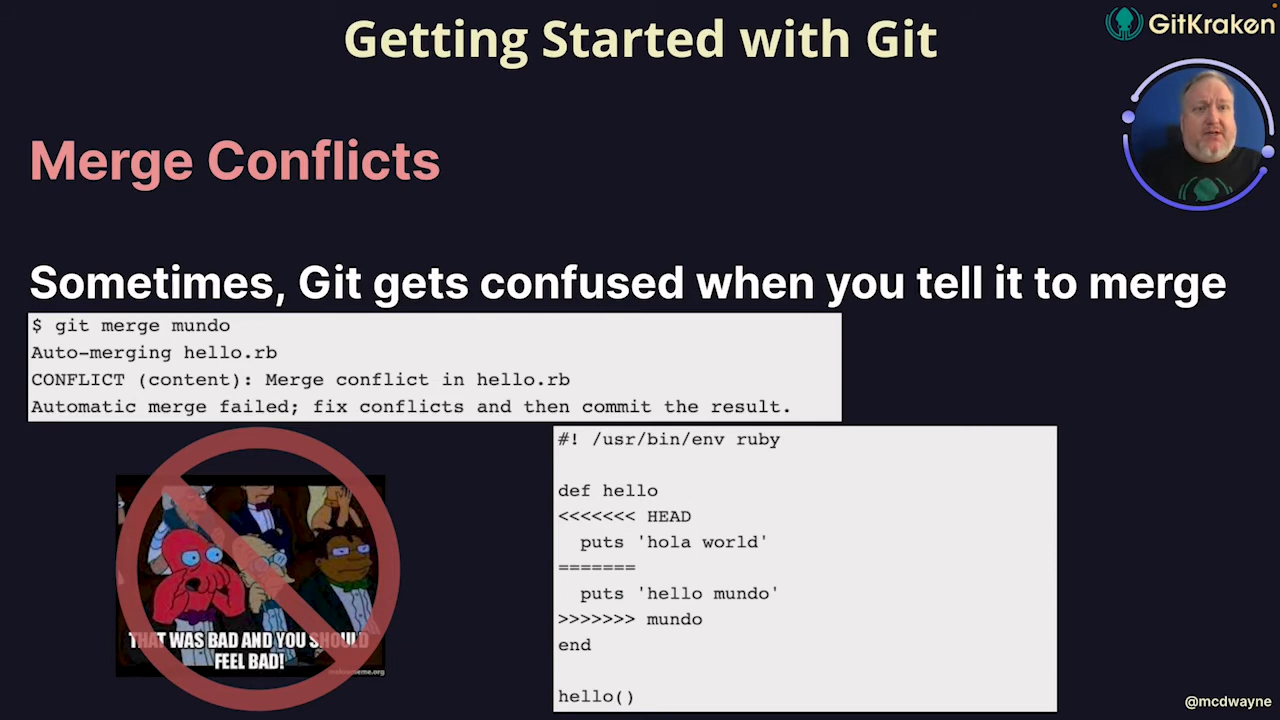 Getting Started with Git
GitKraken
Merge Conflicts
Sometimes, Git gets confused when you tell it to merge
$ git merge mundo
Auto-merging hello.rb
CONFLICT (content): Merge conflict in hello.rb
Automatic merge failed; fix conflicts and then commit the result.
THAT WAS BAD AND YOU SHOULD
FEEL BAD!
#! /usr/bin/env ruby
def hello
<<<<<<< HEAD
puts 'hola world'
=======
puts 'hello mundo'
>>>>>>> mundo
end
hello()
@mcdwayne